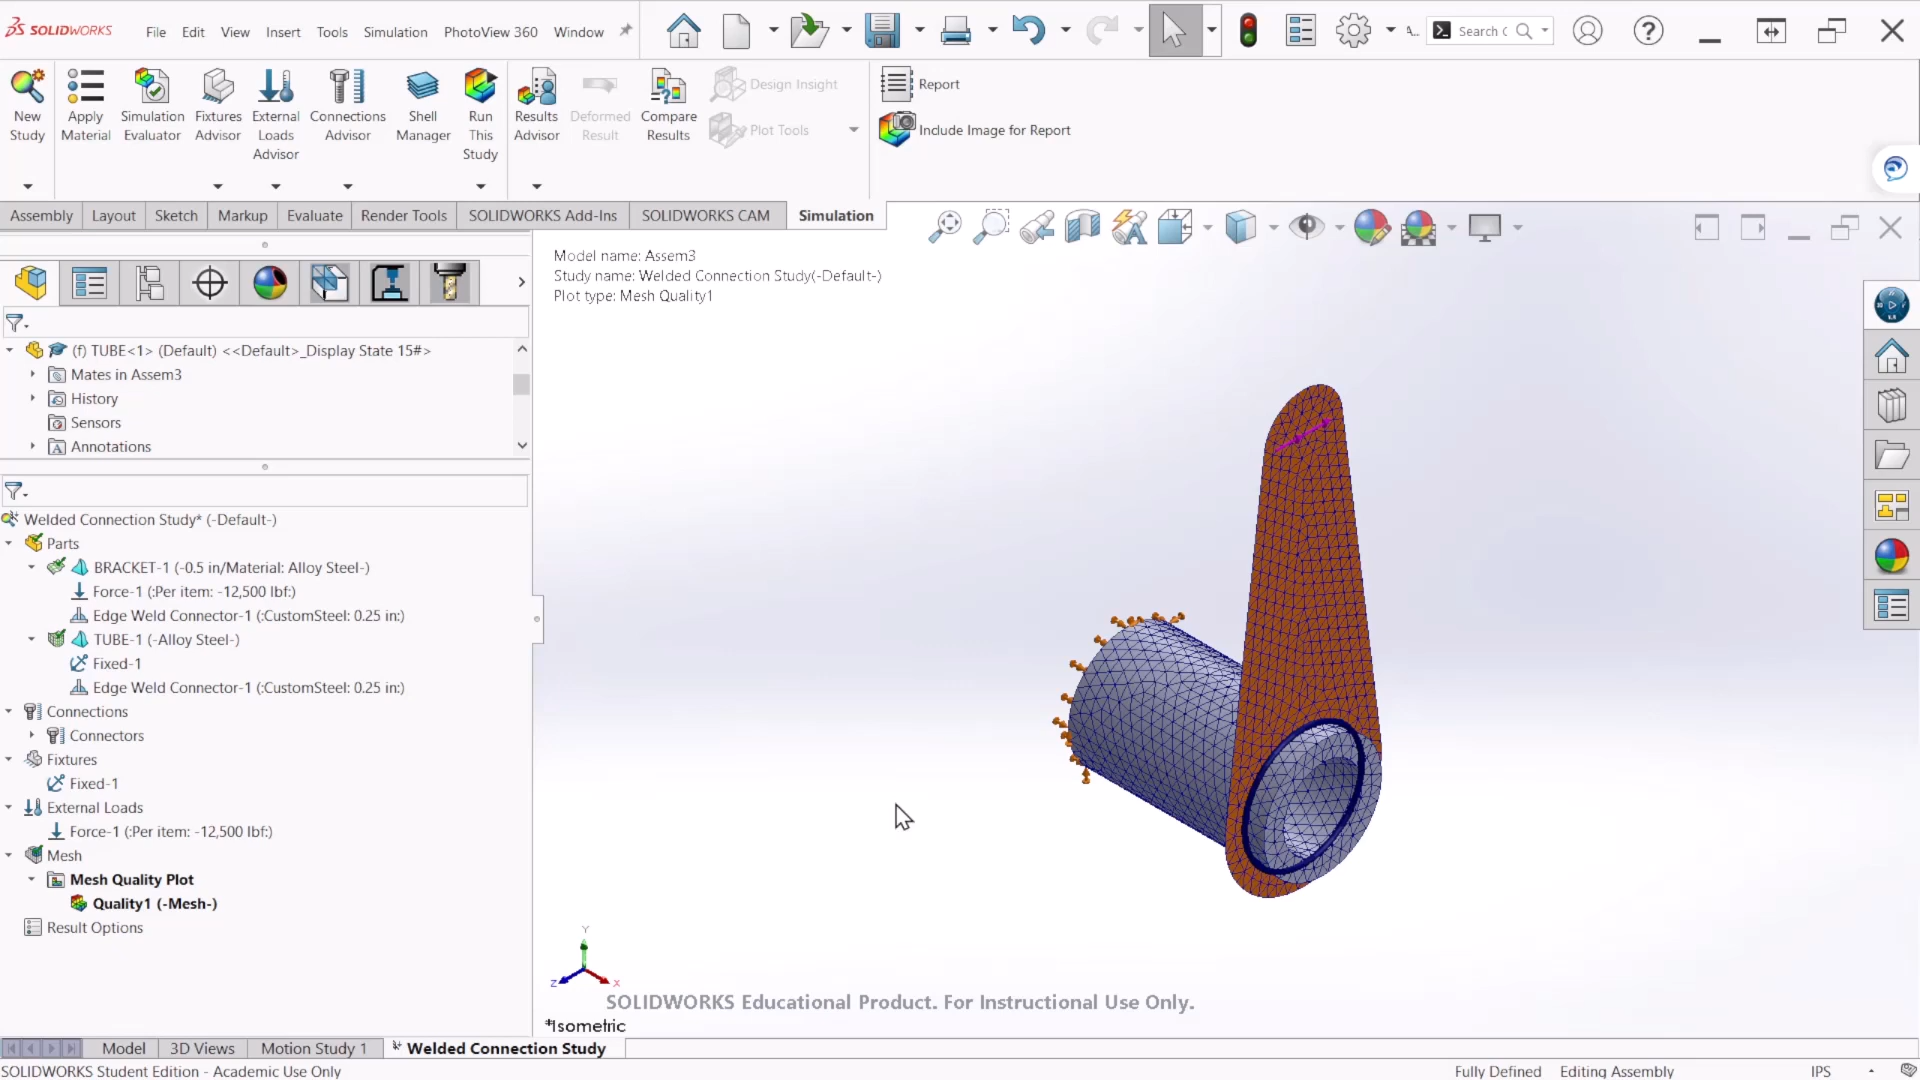 SOLIDWORKS
File Edit View Insert Tools Simulation PhotoView 360 Window
Search
New Study
Apply Material
Simulation Evaluator
Fixtures Advisor
External Loads Advisor
Connections Advisor
Shell Manager
Run This Study
Results Advisor
Deformed Result
Compare Results
Design Insight
Plot Tools
Report
Include Image for Report
Assembly Layout Sketch Markup Evaluate Render Tools SOLIDWORKS Add-Ins SOLIDWORKS CAM Simulation
Model name: Assem3
Study name: Welded Connection Study(-Default-)
Plot type: Mesh Quality1
(f) TUBE<1> (Default) <<Default>_Display State 15#>
Mates in Assem3
History
Sensors
Annotations
Welded Connection Study* (-Default-)
Parts
BRACKET-1 (-0.5 in/Material: Alloy Steel-)
Force-1 (:Per item: -12,500 lbf:)
Edge Weld Connector-1 (:CustomSteel: 0.25 in:)
TUBE-1 (-Alloy Steel-)
Fixed-1
Edge Weld Connector-1 (:CustomSteel: 0.25 in:)
Connections
Connectors
Fixtures
Fixed-1
External Loads
Force-1 (:Per item: -12,500 lbf:)
Mesh
Mesh Quality Plot
Quality1 (-Mesh-)
Result Options
Y
Z X
SOLIDWORKS Educational Product. For Instructional Use Only.
*Isometric
Model 3D Views Motion Study 1 Welded Connection Study
SOLIDWORKS Student Edition - Academic Use Only
Fully Defined Editing Assembly IPS